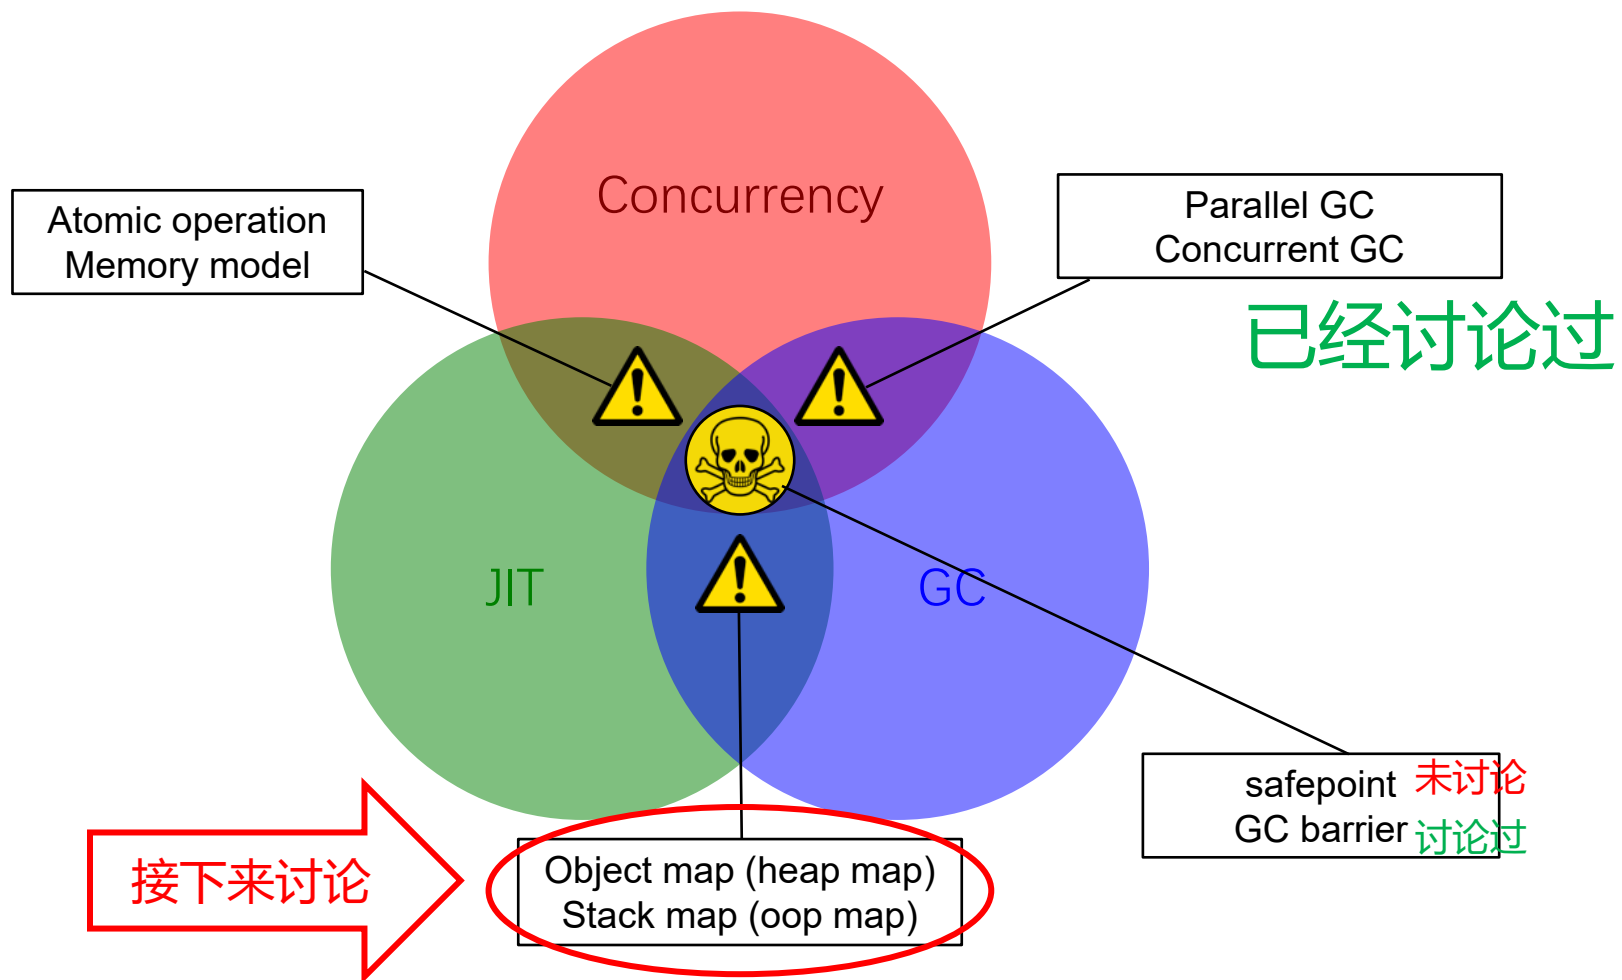 Concurrency
Atomic operation
Memory model
Parallel GC
Concurrent GC
已经讨论过
JIT
GC
safepoint 未讨论
GC barrier 讨论过
接下来讨论
Object map (heap map)
Stack map (oop map)